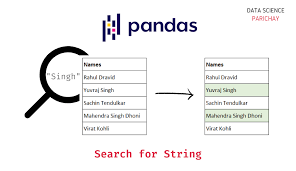 pandas
DATA SCIENCE
PARICHAY
"Singh"
Names
Rahul Dravid
Yuvraj Singh
Sachin Tendulkar
Mahendra Singh Dhoni
Virat Kohli
Names
Rahul Dravid
Yuvraj Singh
Sachin Tendulkar
Mahendra Singh Dhoni
Virat Kohli
Search for String